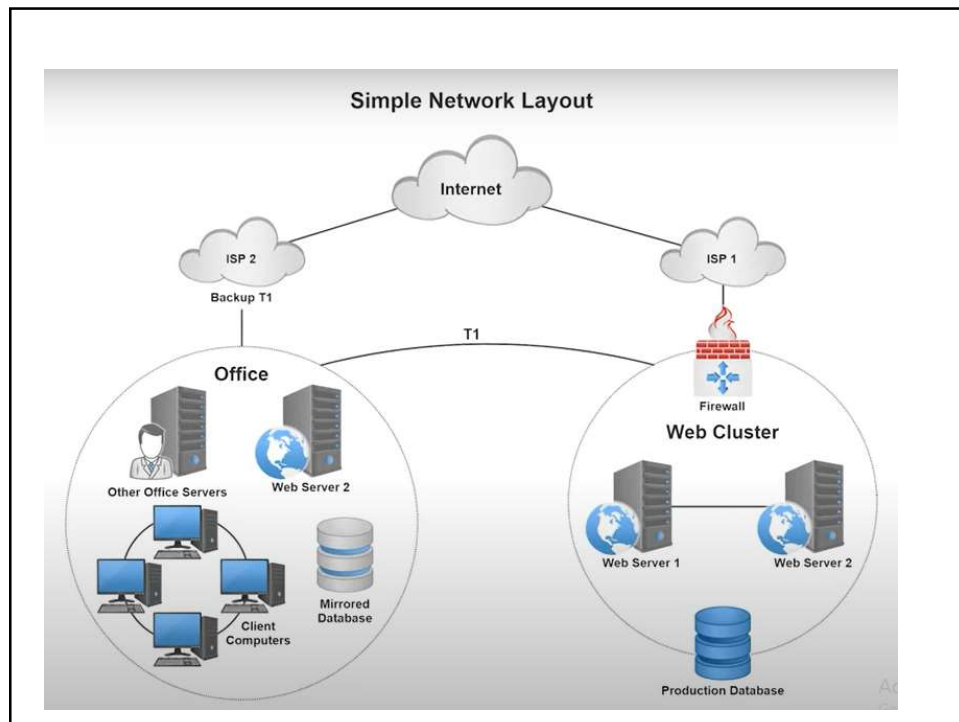 Simple Network Layout
Internet
ISP 2
ISP 1
Backup T1
T1
Office
Firewall
Web Cluster
Other Office Servers
Web Server 2
Web Server 1
Web Server 2
Client
Computers
Mirrored
Database
Production Database